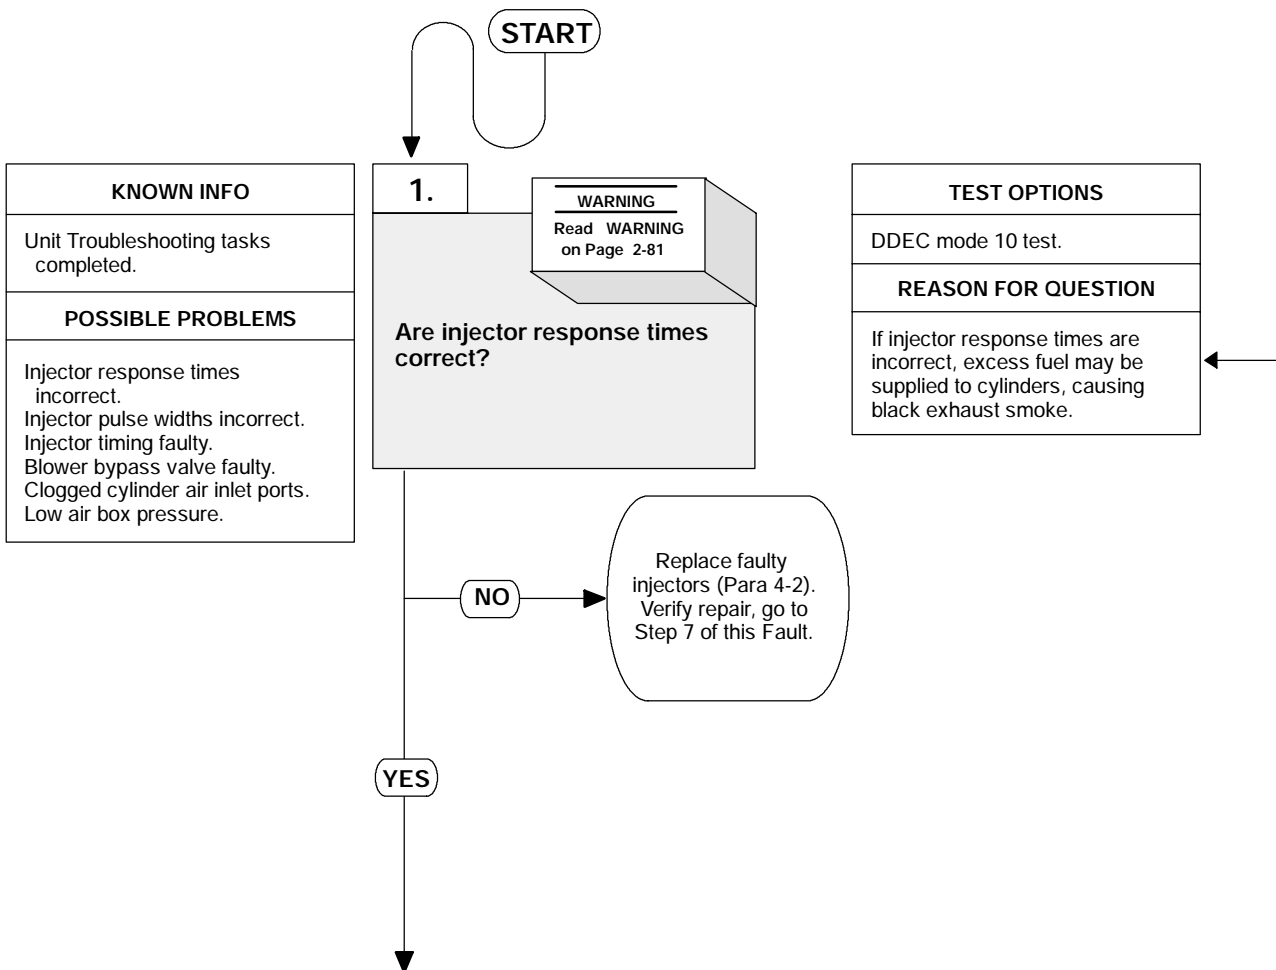 START
KNOWN INFO
Unit Troubleshooting tasks
completed.
POSSIBLE PROBLEMS
Injector response times
incorrect.
Injector pulse widths incorrect.
Injector timing faulty.
Blower bypass valve faulty.
Clogged cylinder air inlet ports.
Low air box pressure.
1.
WARNING
Read WARNING
on Page 2-81
Are injector response times
correct?
TEST OPTIONS
DDEC mode 10 test.
REASON FOR QUESTION
If injector response times are
incorrect, excess fuel may be
supplied to cylinders, causing
black exhaust smoke.
NO
Replace faulty
injectors (Para 4-2).
Verify repair, go to
Step 7 of this Fault.
YES